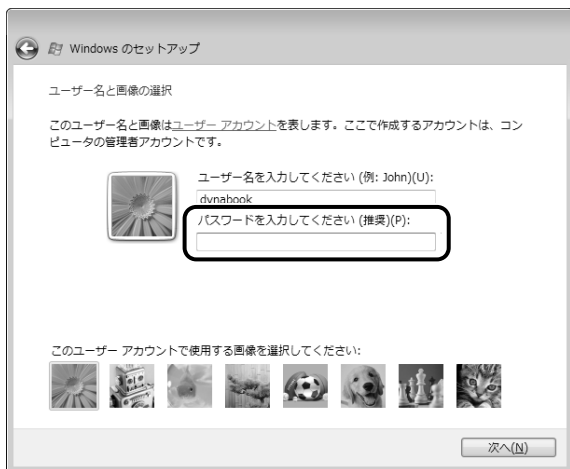 Windows のセットアップ
ユーザー名と画像の選択
このユーザー名と画像はユーザー アカウントを表します。ここで作成するアカウントは、コン
ピュータの管理者アカウントです。
ユーザー名を入力してください (例: John)(U):
dynabook
パスワードを入力してください (推奨)(P):
このユーザー アカウントで使用する画像を選択してください:
次へ(N)